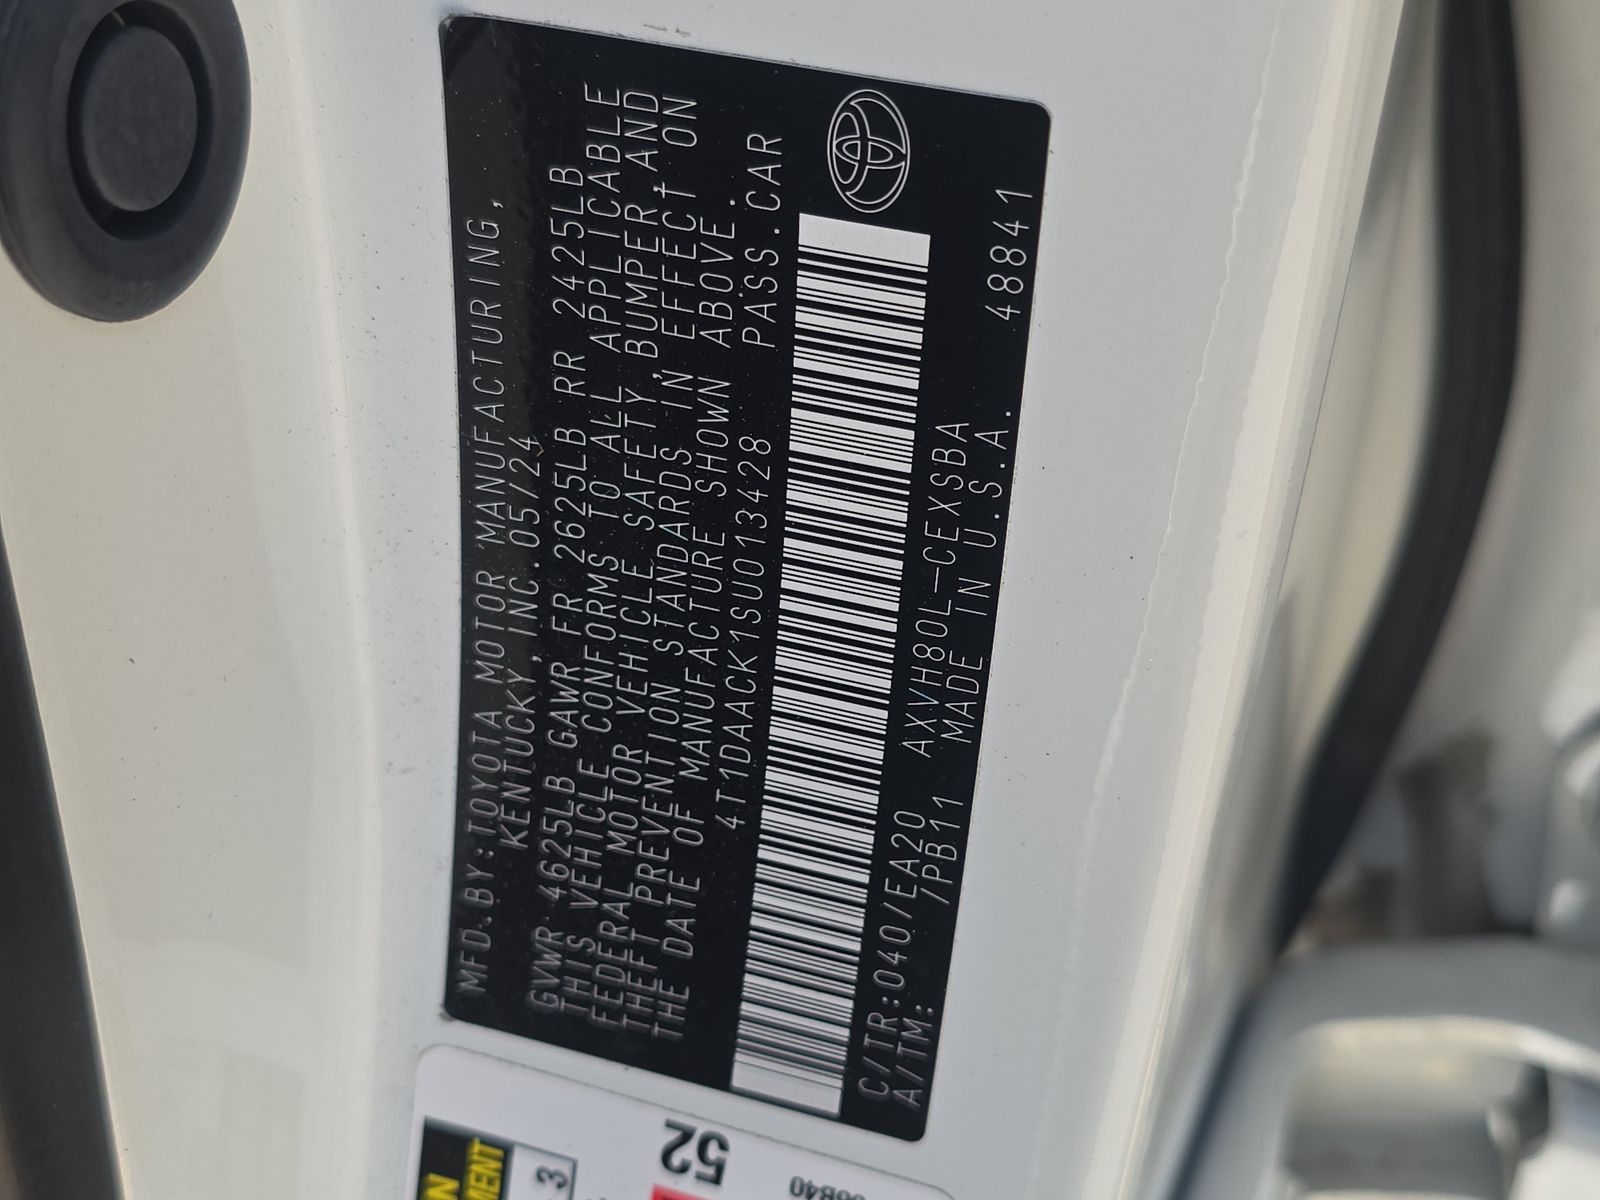 MFD.BY:TOYOTA MOTOR MANUFACTURING,
KENTUCKY, INC. 05/24
GVWR 4625LB GAWR FR 2625LB RR 2425LB
THIS VEHICLE CONFORMS TO ALL APPLICABLE
FEDERAL MOTOR VEHICLE SAFETY, BUMPER, AND
THEFT PREVENTION STANDARDS IN EFFECT ON
THE DATE OF MANUFACTURE SHOWN ABOVE.
4T1DAACK1SU013428 PASS.CAR
C/TR:040/EA20 AXVH80L-CEXSBA
A/TM: 7PB11 MADE IN U.S.A. 48841
52
3